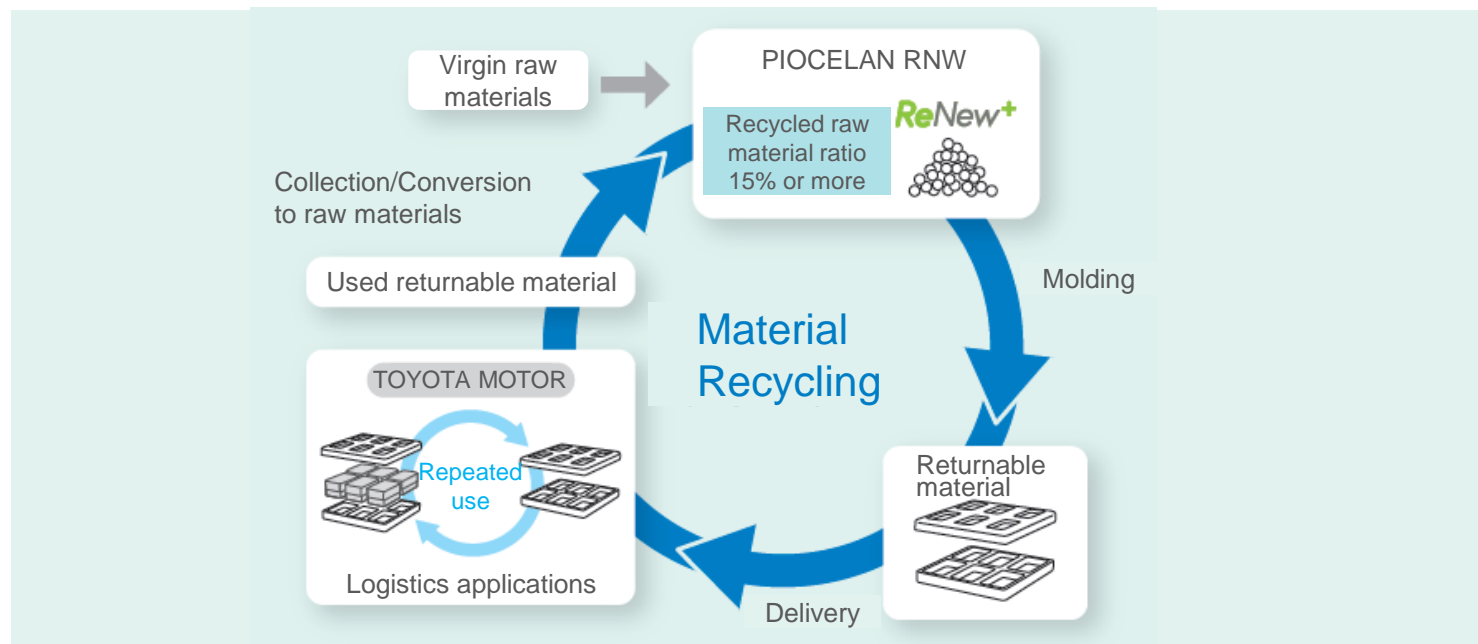 Virgin raw
materials
PIOCELAN RNW
ReNew+
Recycled raw
material ratio
15% or more
Collection/Conversion
to raw materials
Molding
Used returnable material
Material
Recycling
TOYOTA MOTOR
Repeated
use
Logistics applications
Returnable
material
Delivery